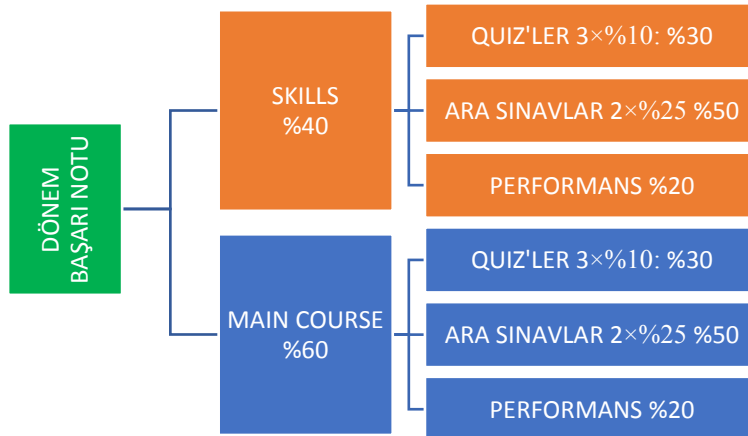 DÖNEM
BAŞARI NOTU
SKILLS
%40
QUIZ'LER 3×%10: %30
ARA SINAVLAR 2×%25 %50
PERFORMANS %20
MAIN COURSE
%60
QUIZ'LER 3×%10: %30
ARA SINAVLAR 2×%25 %50
PERFORMANS %20